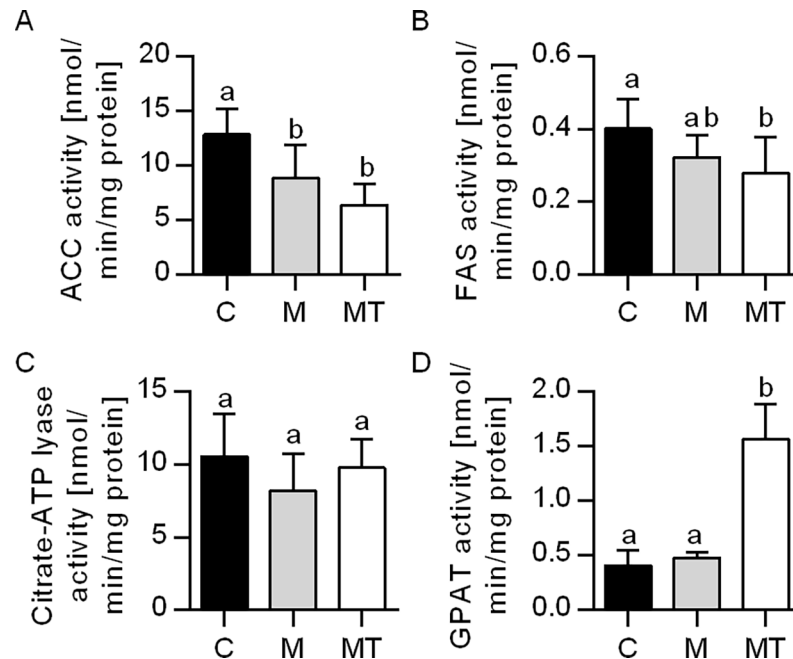 A
ACC activity [nmol/
min/mg protein]
20
15
10
5
0
a
b
b
C
M
MT
B
FAS activity [nmol/
min/mg protein]
0.6
0.4
0.2
0.0
a
ab
b
C
M
MT
C
Citrate-ATP lyase
activity [nmol/
min/mg protein]
15
10
5
0
a
a
a
C
M
MT
D
GPAT activity [nmol/
min/mg protein]
2.0
1.5
1.0
0.5
0.0
a
a
b
C
M
MT